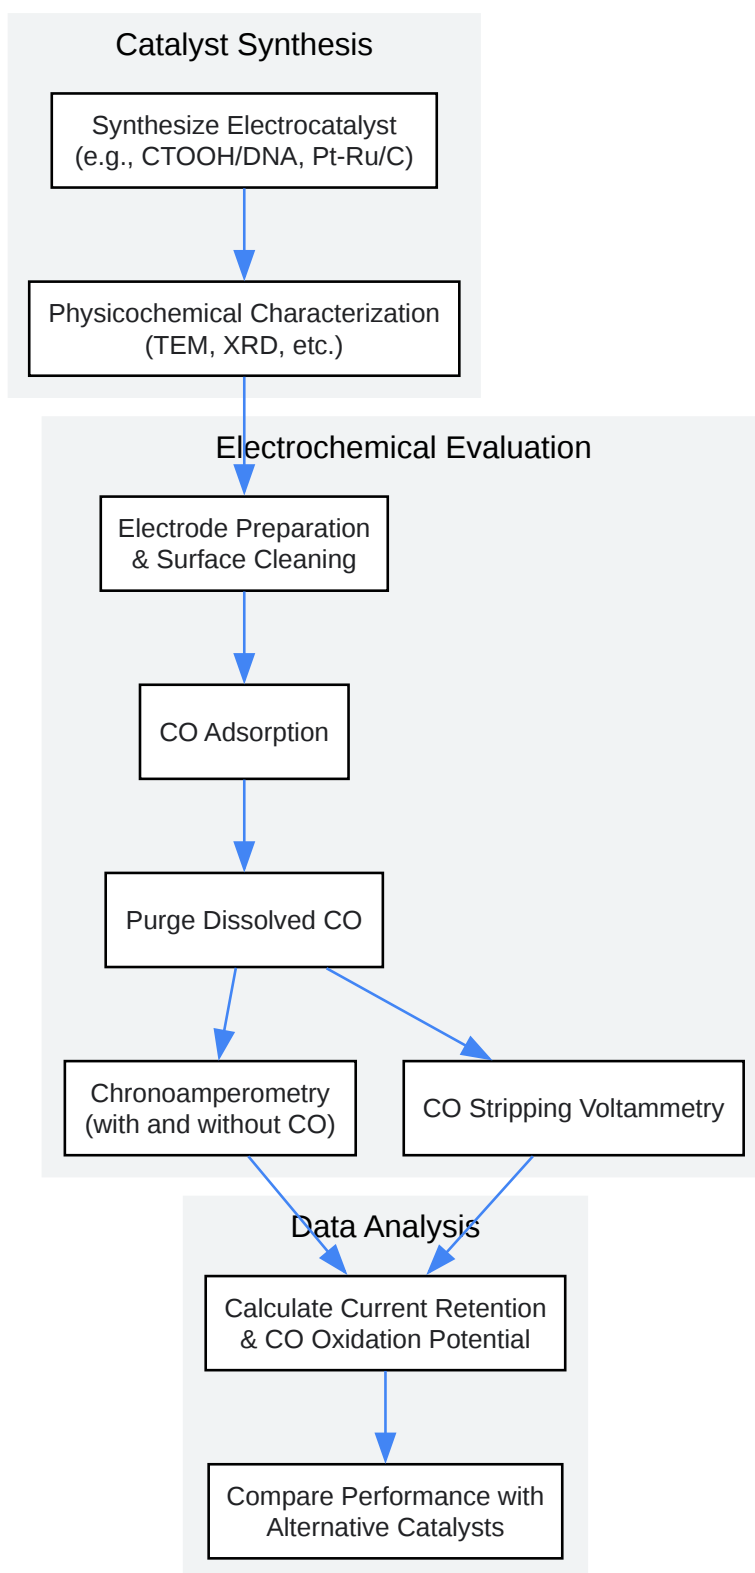 Catalyst Synthesis
Synthesize Electrocatalyst
(e.g., CTOOH/DNA, Pt-Ru/C)
Physicochemical Characterization
(TEM, XRD, etc.)
Electrochemical Evaluation
Electrode Preparation
& Surface Cleaning
CO Adsorption
Purge Dissolved CO
Chronoamperometry
(with and without CO)
CO Stripping Voltammetry
Data Analysis
Calculate Current Retention
& CO Oxidation Potential
Compare Performance with
Alternative Catalysts